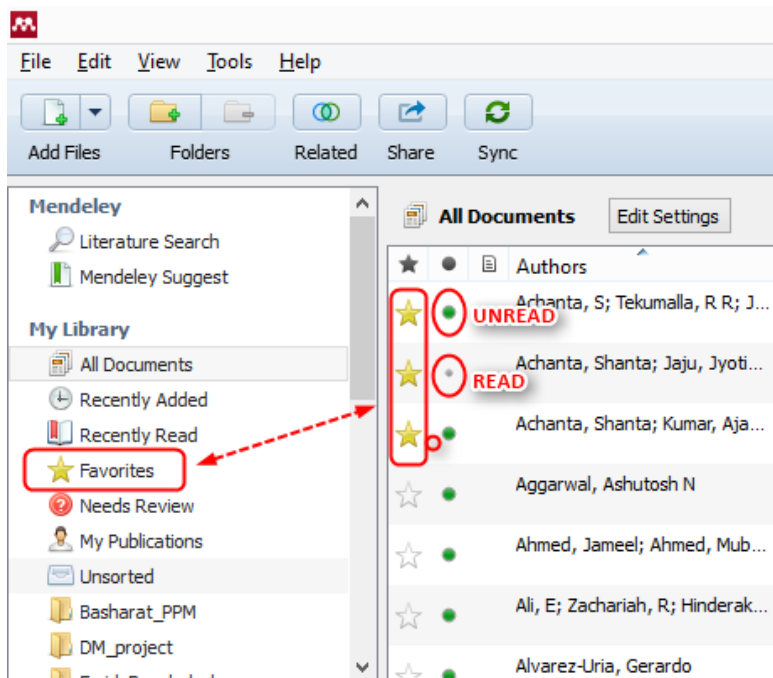 File Edit View Tools Help
Add Files Folders Related Share Sync
Mendeley
Literature Search
Mendeley Suggest
My Library
All Documents
Recently Added
Recently Read
Favorites
Needs Review
My Publications
Unsorted
Basharat_PPM
DM_project
All Documents Edit Settings
Authors
Achanta, S; Tekumalla, R R; J...
UNREAD
Achanta, Shanta; Jaju, Jyoti...
READ
Achanta, Shanta; Kumar, Aja...
Aggarwal, Ashutosh N
Ahmed, Jameel; Ahmed, Mub...
Ali, E; Zachariah, R; Hinderak...
Alvarez-Uria, Gerardo